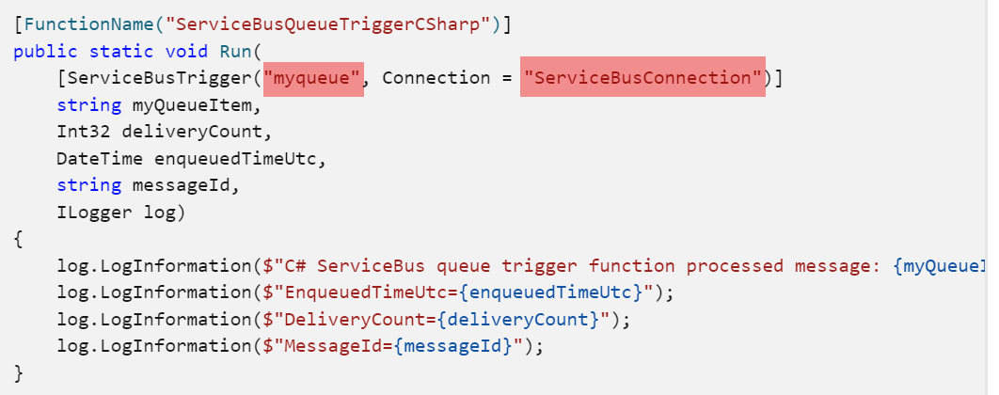 [FunctionName("ServiceBusQueueTriggerCSharp")]
public static void Run(
[ServiceBusTrigger("myqueue", Connection = "ServiceBusConnection")]
string myQueueItem,
Int32 deliveryCount,
DateTime enqueuedTimeUtc,
string messageId,
ILogger log)
{
log.LogInformation($"C# ServiceBus queue trigger function processed message: {myQueueI
log.LogInformation($"EnqueuedTimeUtc={enqueuedTimeUtc}");
log.LogInformation($"DeliveryCount={deliveryCount}");
log.LogInformation($"MessageId={messageId}");
}